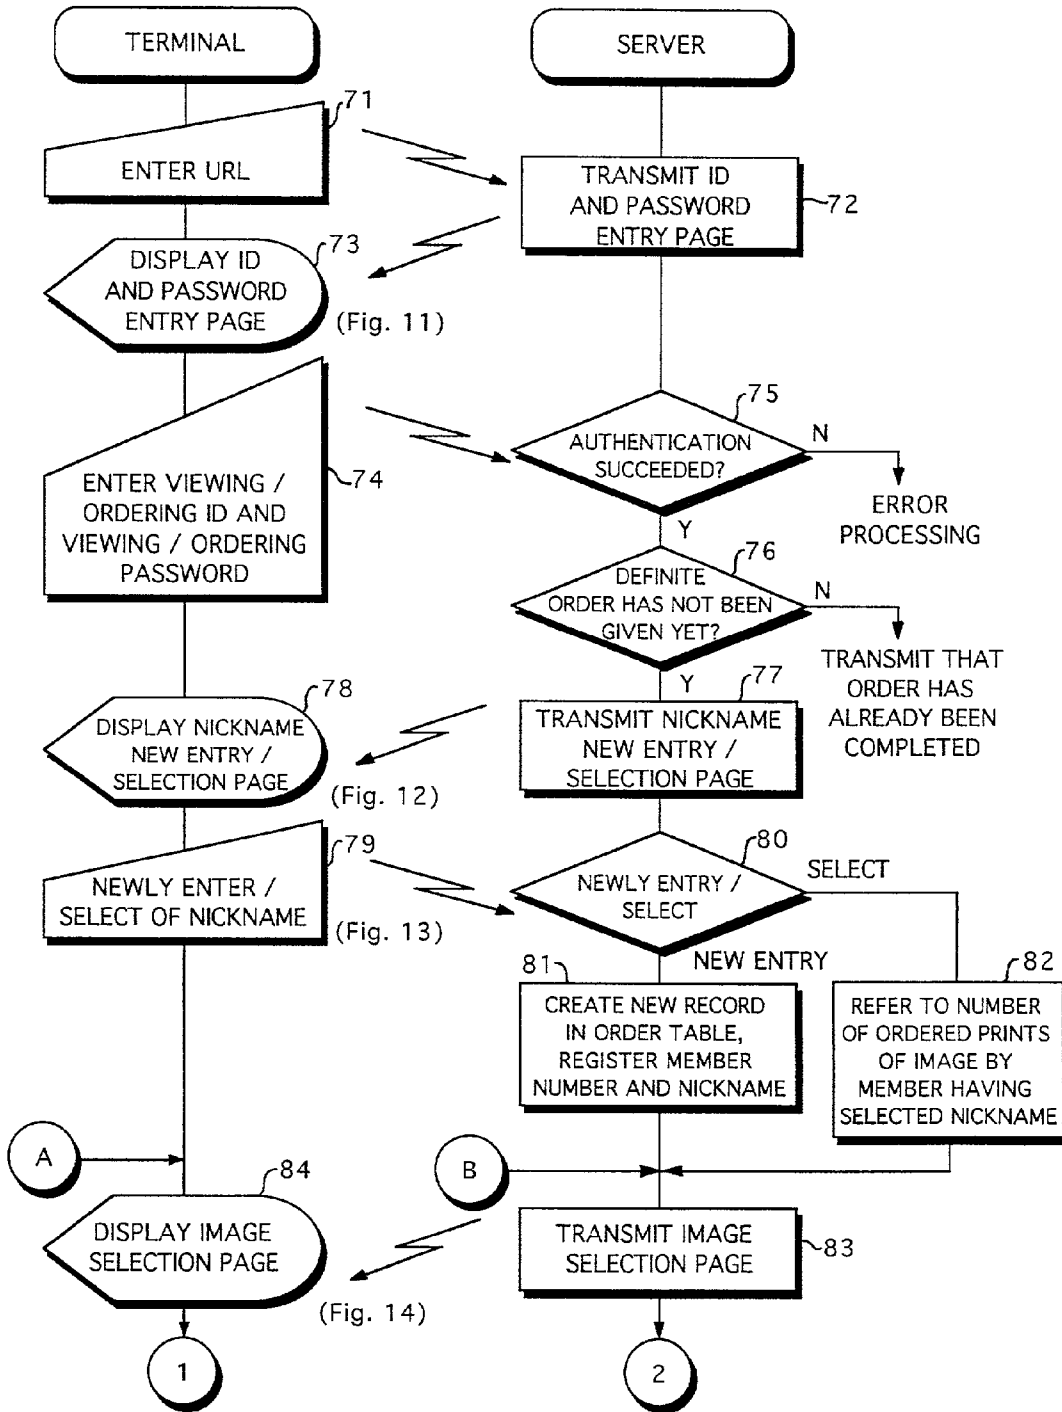 TERMINAL
SERVER
71
ENTER URL
TRANSMIT ID
AND PASSWORD
ENTRY PAGE
72
73
DISPLAY ID
AND PASSWORD
ENTRY PAGE
(Fig. 11)
74
ENTER VIEWING /
ORDERING ID AND
VIEWING / ORDERING
PASSWORD
75
AUTHENTICATION
SUCCEEDED?
N
ERROR
PROCESSING
Y
76
DEFINITE
ORDER HAS NOT BEEN
GIVEN YET?
N
TRANSMIT THAT
ORDER HAS
ALREADY BEEN
COMPLETED
Y
77
TRANSMIT NICKNAME
NEW ENTRY /
SELECTION PAGE
78
DISPLAY NICKNAME
NEW ENTRY /
SELECTION PAGE
(Fig. 12)
79
NEWLY ENTER /
SELECT OF NICKNAME
(Fig. 13)
80
NEWLY ENTRY /
SELECT
SELECT
NEW ENTRY
81
CREATE NEW RECORD
IN ORDER TABLE,
REGISTER MEMBER
NUMBER AND NICKNAME
82
REFER TO NUMBER
OF ORDERED PRINTS
OF IMAGE BY
MEMBER HAVING
SELECTED NICKNAME
A
B
84
DISPLAY IMAGE
SELECTION PAGE
(Fig. 14)
TRANSMIT IMAGE
SELECTION PAGE
83
1
2